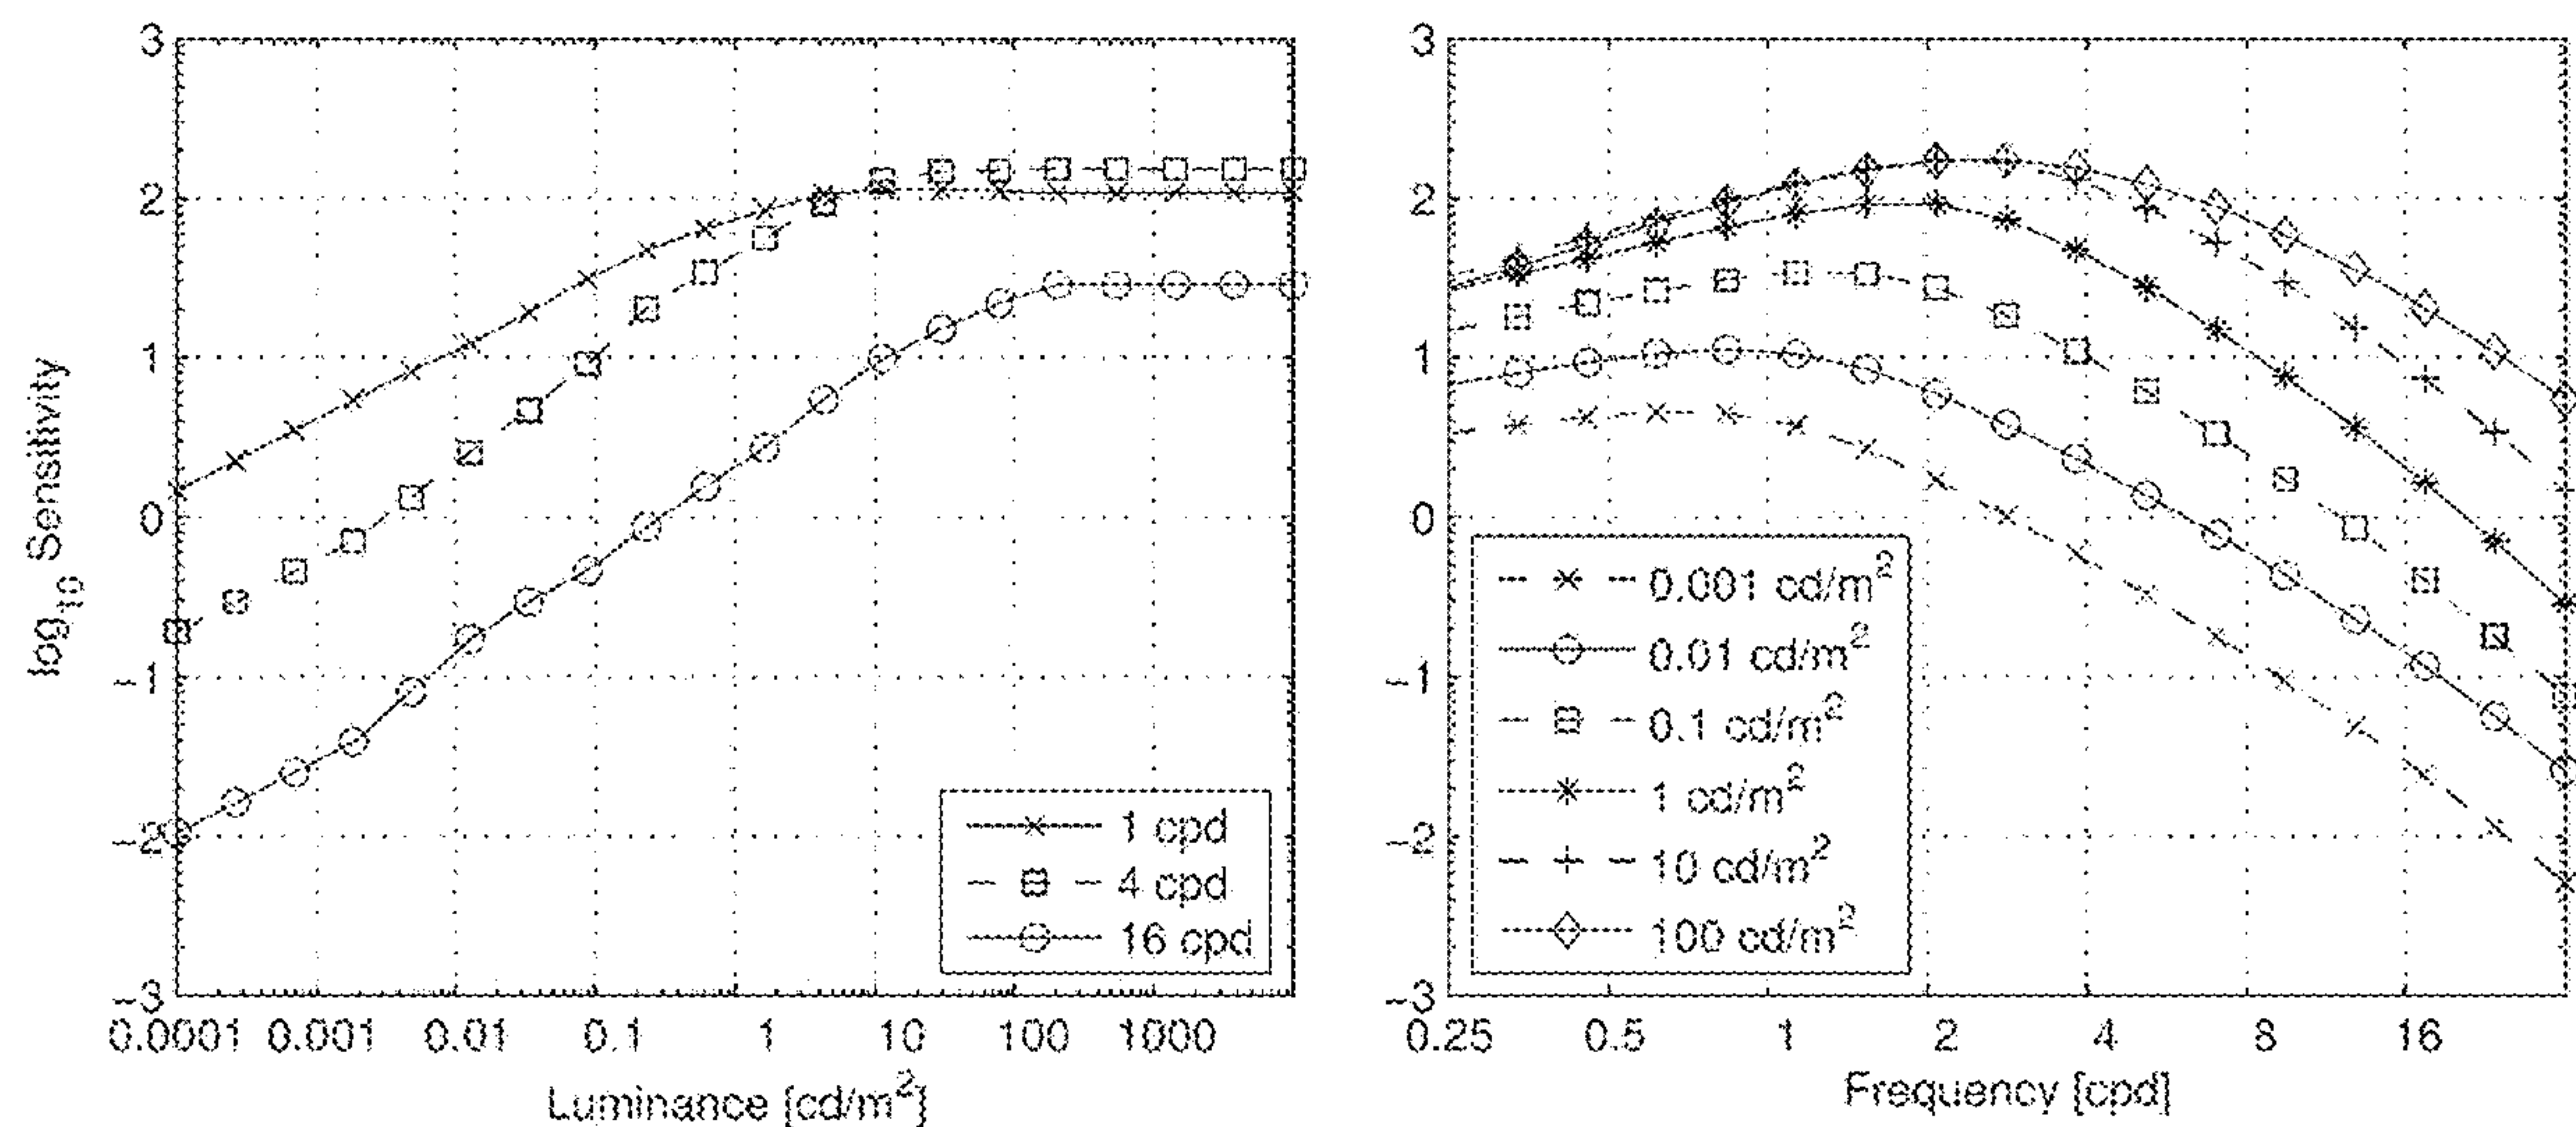 3
2
1
0
-1
-2
-3
log10 Sensitivity
0.0001 0.001 0.01 0.1 1 10 100 1000
Luminance [cd/m2]
1 cpd
4 cpd
16 cpd
3
2
1
0
-1
-2
-3
0.001 cd/m2
0.01 cd/m2
0.1 cd/m2
1 cd/m2
10 cd/m2
100 cd/m2
0.25 0.5 1 2 4 8 16
Frequency [cpd]